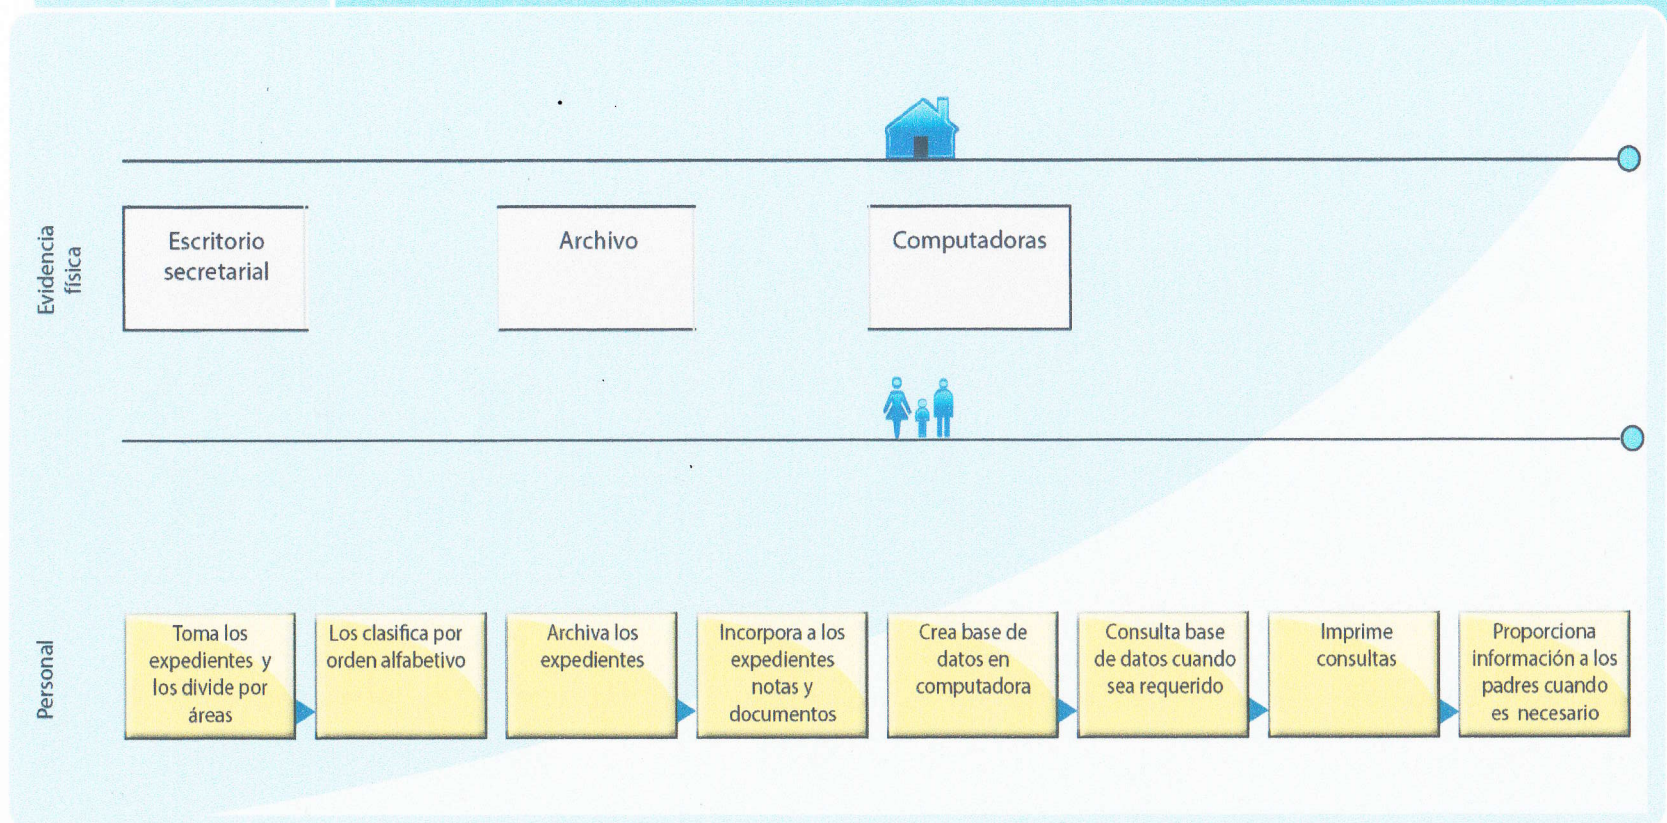 Evidencia
física
Escritorio
secretarial
Archivo
Computadoras
Personal
Toma los
expedientes y
los divide por
áreas
Los clasifica por
orden alfabetivo
Archiva los
expedientes
Incorpora a los
expedientes
notas y
documentos
Crea base de
datos en
computadora
Consulta base
de datos cuando
sea requerido
Imprime
consultas
Proporciona
información a los
padres cuando
es necesario